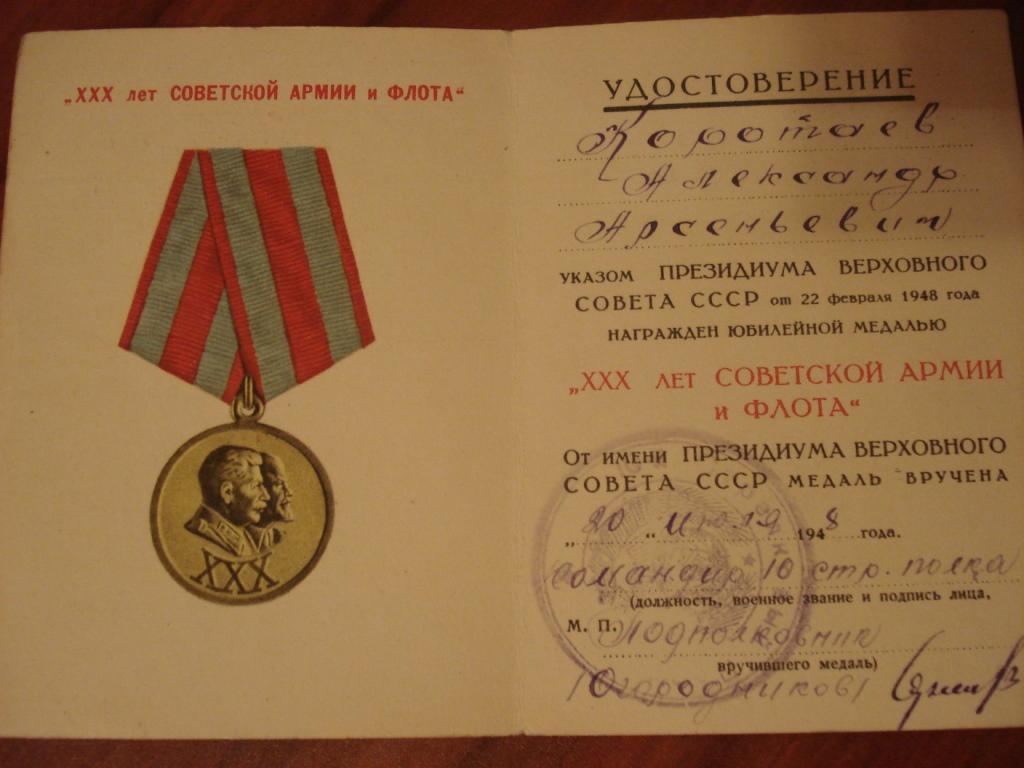 „XXX лет СОВЕТСКОЙ АРМИИ и ФЛОТА“
XXX
УДОСТОВЕРЕНИЕ
Коротаев
Александр
Арсеньевич
указом ПРЕЗИДИУМА ВЕРХОВНОГО
СОВЕТА СССР от 22 февраля 1948 года
НАГРАЖДЕН ЮБИЛЕЙНОЙ МЕДАЛЬЮ
„XXX лет СОВЕТСКОЙ АРМИИ
и ФЛОТА“
От имени ПРЕЗИДИУМА ВЕРХОВНОГО
СОВЕТА СССР МЕДАЛЬ ВРУЧЕНА
„20„ Июля 1948 года.
Командир 10 стр. полка
(должность, военное звание и подпись лица,
М. П. Подполковник
вручившего медаль)
/Огородников/